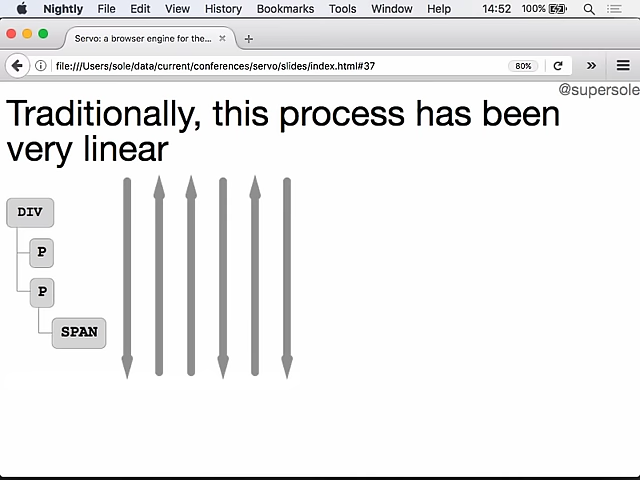 Nightly File Edit View History Bookmarks Tools Window Help 14:52 100%
Servo: a browser engine for the...
file:///Users/sole/data/current/conferences/servo/slides/index.html#37 80%
@supersole
Traditionally, this process has been
very linear
DIV
P
P
SPAN